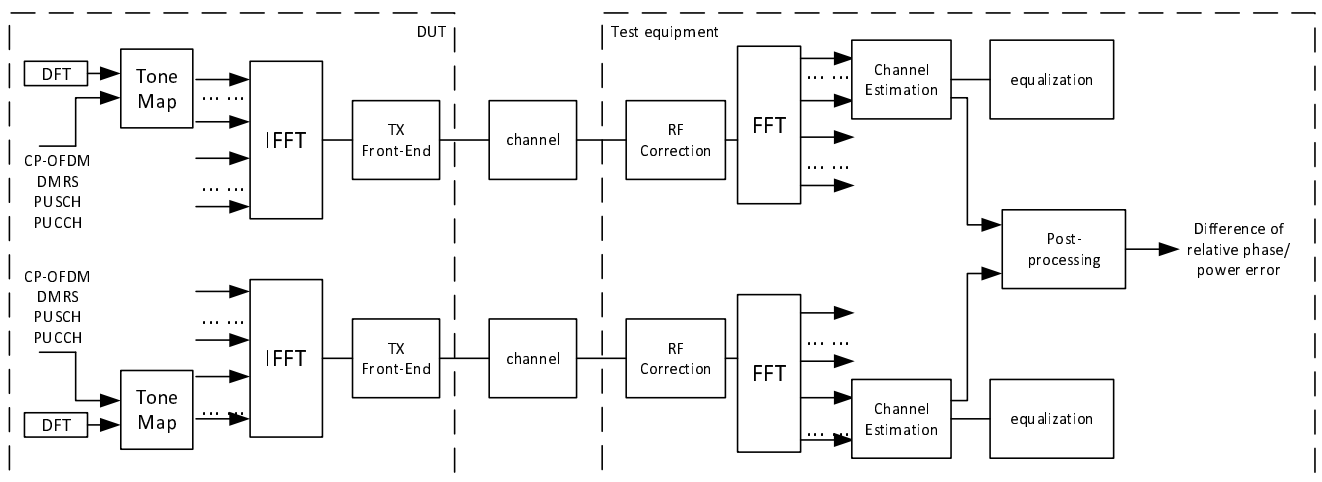 DUT
Test equipment
DFT
Tone
Map
... ...
... ...
IFFT
TX
Front-End
channel
RF
Correction
FFT
... ...
... ...
Channel
Estimation
equalization
CP-OFDM
DMRS
PUSCH
PUCCH
Post-
processing
Difference of
relative phase/
power error
CP-OFDM
DMRS
PUSCH
PUCCH
DFT
Tone
Map
... ...
... ...
IFFT
TX
Front-End
channel
RF
Correction
FFT
... ...
... ...
Channel
Estimation
equalization